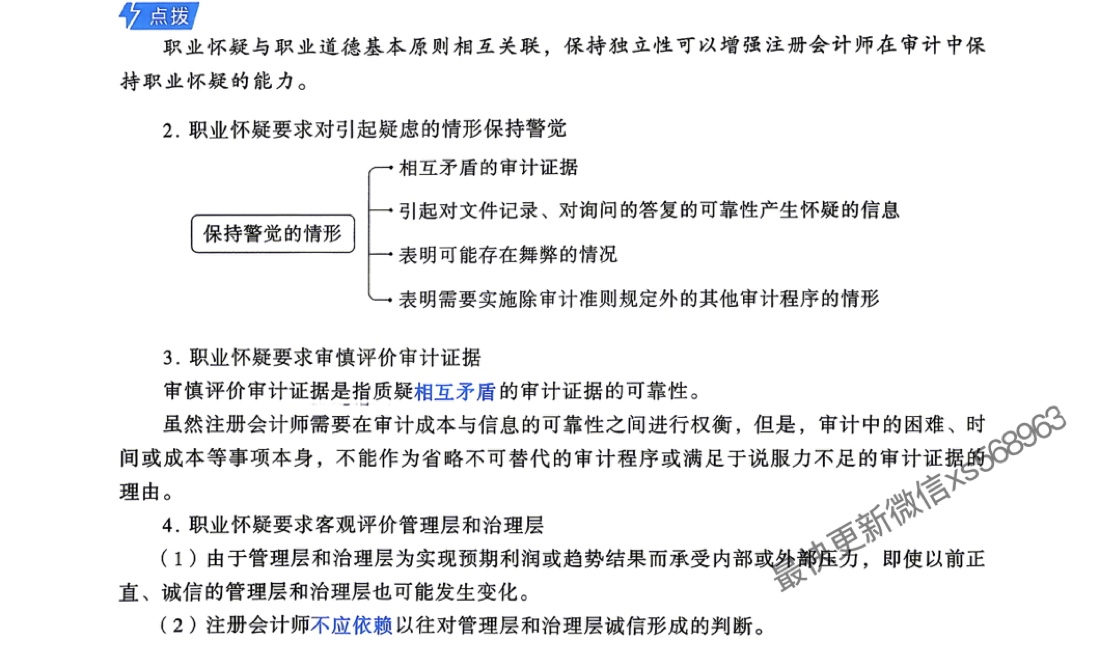 点拨
职业怀疑与职业道德基本原则相互关联，保持独立性可以增强注册会计师在审计中保
持职业怀疑的能力。
2. 职业怀疑要求对引起疑虑的情形保持警觉
保持警觉的情形
相互矛盾的审计证据
引起对文件记录、对询问的答复的可靠性产生怀疑的信息
表明可能存在舞弊的情况
表明需要实施除审计准则规定外的其他审计程序的情形
3. 职业怀疑要求审慎评价审计证据
审慎评价审计证据是指质疑相互矛盾的审计证据的可靠性。
虽然注册会计师需要在审计成本与信息的可靠性之间进行权衡，但是，审计中的困难、时
间或成本等事项本身，不能作为省略不可替代的审计程序或满足于说服力不足的审计证据的
理由。
4. 职业怀疑要求客观评价管理层和治理层
（1）由于管理层和治理层为实现预期利润或趋势结果而承受内部或外部压力，即使以前正
直、诚信的管理层和治理层也可能发生变化。
（2）注册会计师不应依赖以往对管理层和治理层诚信形成的判断。
最快更新微信xs568963